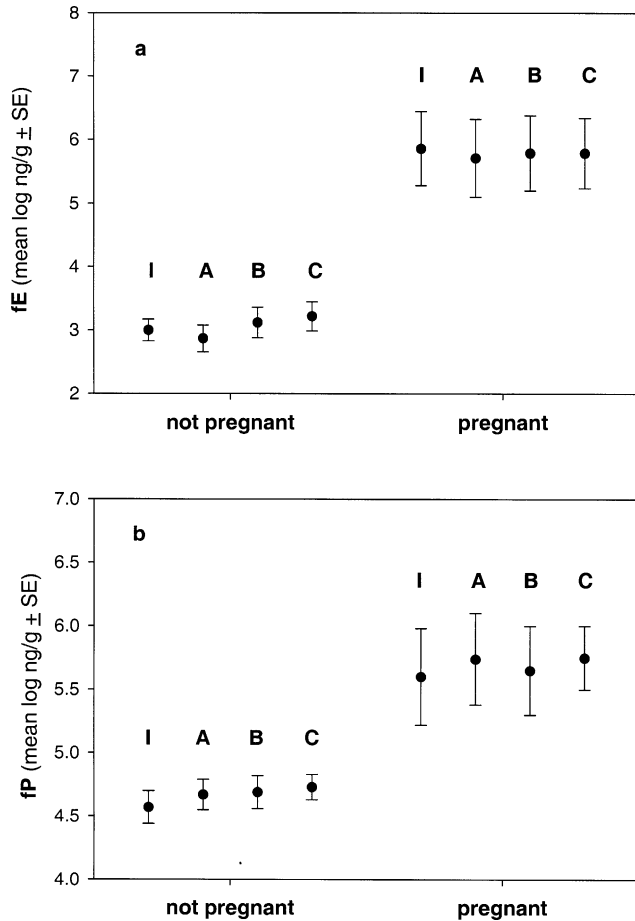 8
a
I A B C
7
6
5
I A B C
4
3
2
fE (mean log ng/g ± SE)
not pregnant pregnant
7.0
b
6.5
I A B C
6.0
5.5
I A B C
5.0
4.5
4.0
fP (mean log ng/g ± SE)
not pregnant pregnant